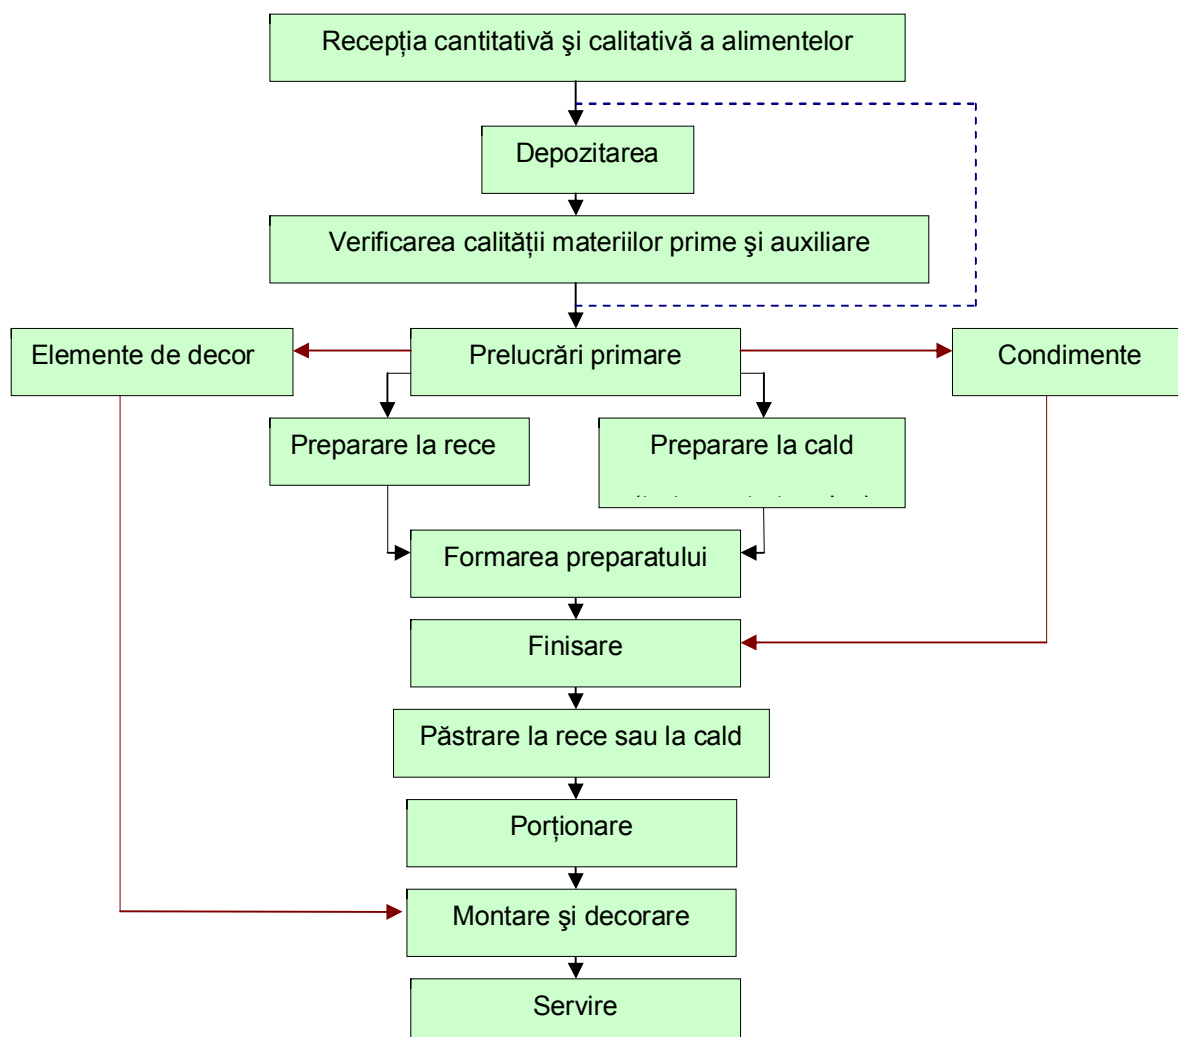 Recepția cantitativă şi calitativă a alimentelor
Depozitarea
Verificarea calității materiilor prime şi auxiliare
Elemente de decor
Prelucrări primare
Condimente
Preparare la rece
Preparare la cald
Formarea preparatului
Finisare
Păstrare la rece sau la cald
Porționare
Montare şi decorare
Servire